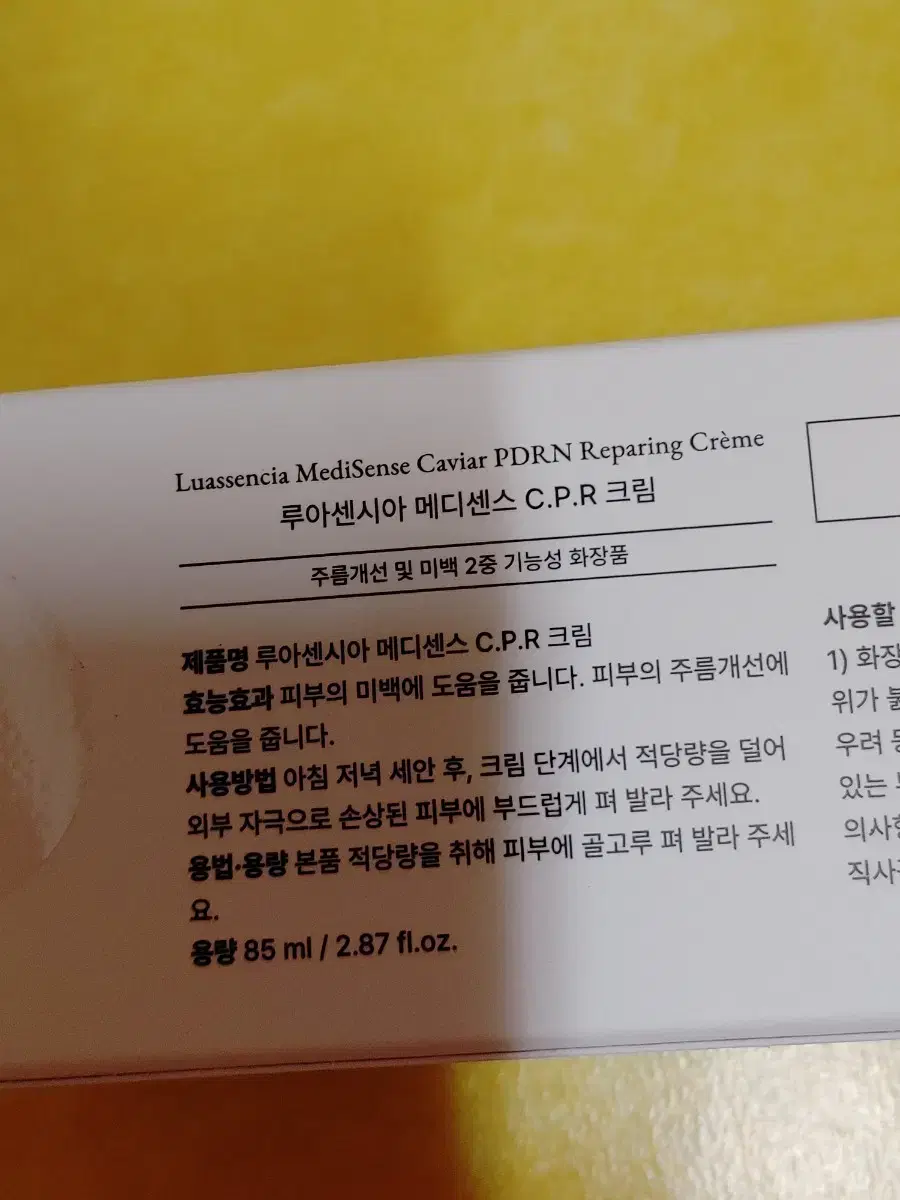 Luassencia MediSense Caviar PDRN Reparing Crème
루아센시아 메디센스 C.P.R 크림
주름개선 및 미백 2중 기능성 화장품
제품명 루아센시아 메디센스 C.P.R 크림
효능효과 피부의 미백에 도움을 줍니다. 피부의 주름개선에
도움을 줍니다.
사용방법 아침 저녁 세안 후, 크림 단계에서 적당량을 덜어
외부 자극으로 손상된 피부에 부드럽게 펴 발라 주세요.
용법·용량 본품 적당량을 취해 피부에 골고루 펴 발라 주세
요.
용량 85 ml / 2.87 fl.oz.
사용할
1) 화장
위가 붉
우려
있는
의사
직사